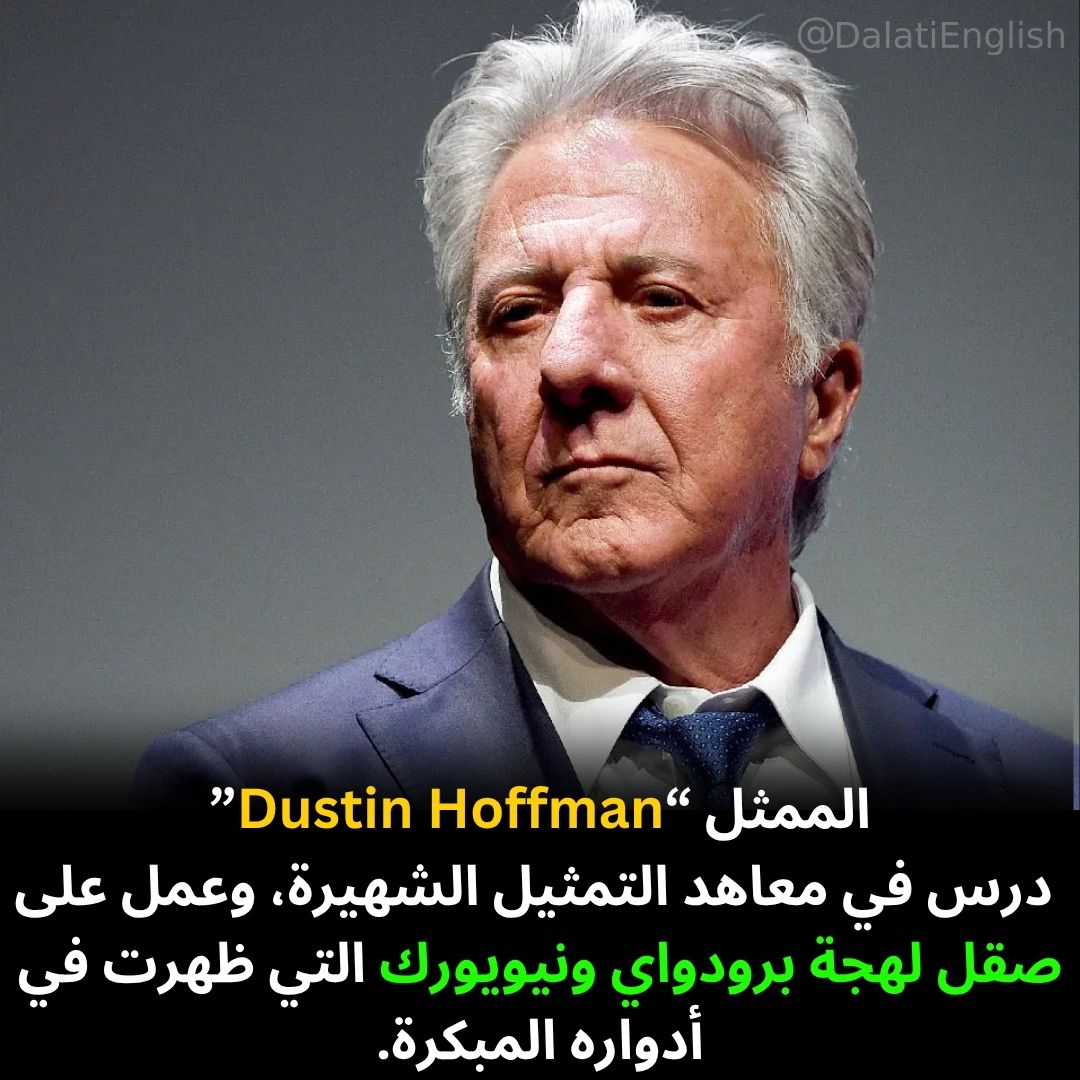 @DalatiEnglish
الممثل “Dustin Hoffman”
درس في معاهد التمثيل الشهيرة، وعمل على
صقل لهجة برودواي ونيويورك التي ظهرت في
أدواره المبكرة.